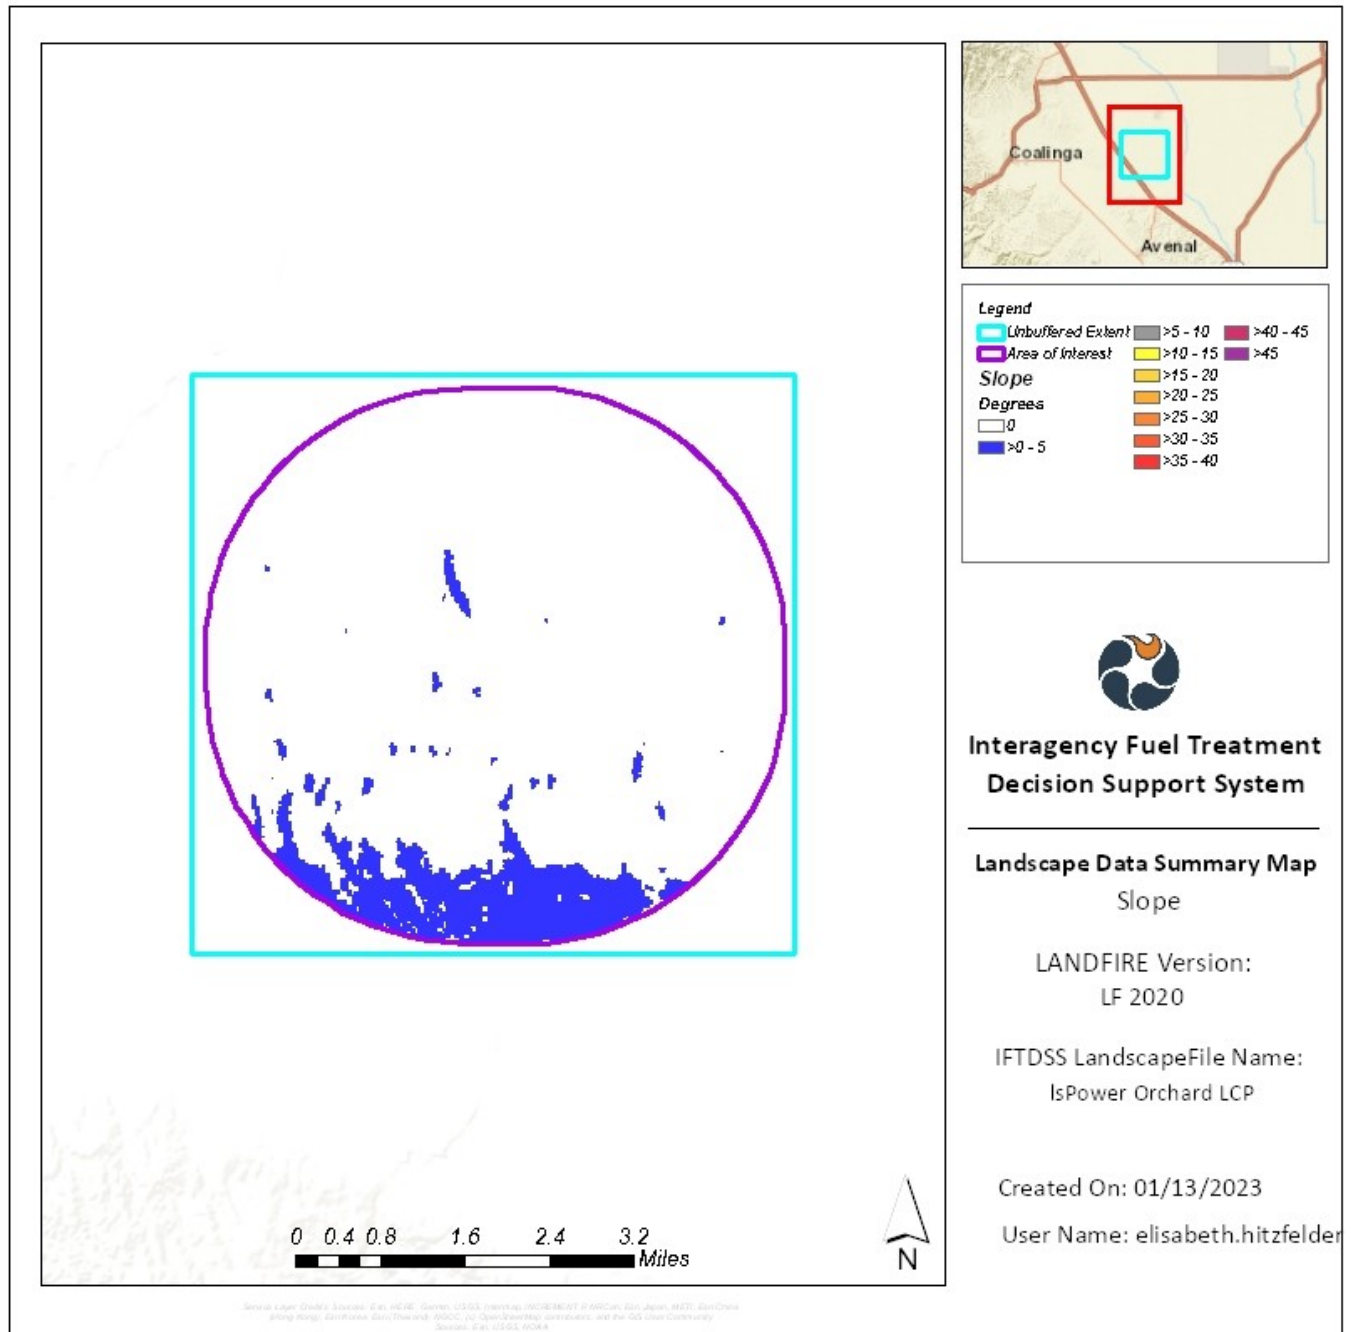 Coalinga
Avenal
Legend
Unbuffered Extent
Area of Interest
Slope
Degrees
0
>0 - 5
>5 - 10
>10 - 15
>15 - 20
>20 - 25
>25 - 30
>30 - 35
>35 - 40
>40 - 45
>45
Interagency Fuel Treatment
Decision Support System
Landscape Data Summary Map
Slope
LANDFIRE Version:
LF 2020
IFTDSS LandscapeFile Name:
IsPower Orchard LCP
Created On: 01/13/2023
User Name: elisabeth.hitzfelder
0 0.4 0.8 1.6 2.4 3.2
Miles
N